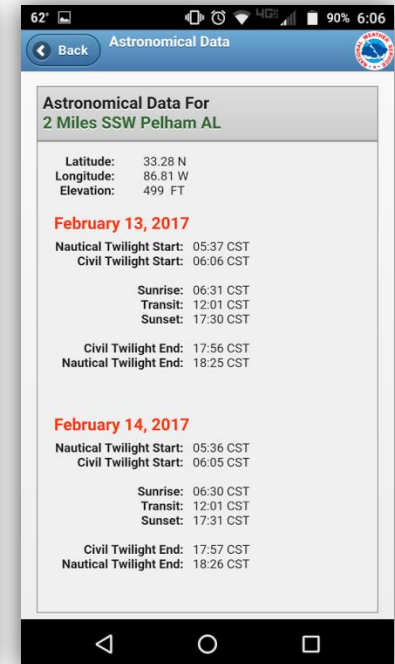 62° 4G 90% 6:06
Back Astronomical Data
NATIONAL WEATHER SERVICE
Astronomical Data For
2 Miles SSW Pelham AL
Latitude: 33.28 N
Longitude: 86.81 W
Elevation: 499 FT
February 13, 2017
Nautical Twilight Start: 05:37 CST
Civil Twilight Start: 06:06 CST
Sunrise: 06:31 CST
Transit: 12:01 CST
Sunset: 17:30 CST
Civil Twilight End: 17:56 CST
Nautical Twilight End: 18:25 CST
February 14, 2017
Nautical Twilight Start: 05:36 CST
Civil Twilight Start: 06:05 CST
Sunrise: 06:30 CST
Transit: 12:01 CST
Sunset: 17:31 CST
Civil Twilight End: 17:57 CST
Nautical Twilight End: 18:26 CST